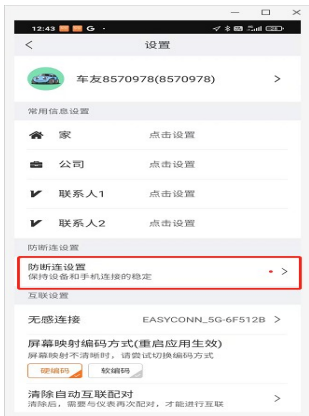 12:43
设置
车友8570978(8570978)
常用信息设置
家 点击设置
公司 点击设置
联系人1 点击设置
联系人2 点击设置
防断连设置
防断连设置
保持设备和手机连接的稳定
互联设置
无感连接 EASYCONN_5G-6F512B
屏幕映射编码方式(重启应用生效)
屏幕映射不清晰时，请尝试切换编码方式
硬编码 软编码
清除自动互联配对
清除后，需要与仪表再次配对，才能进行互联